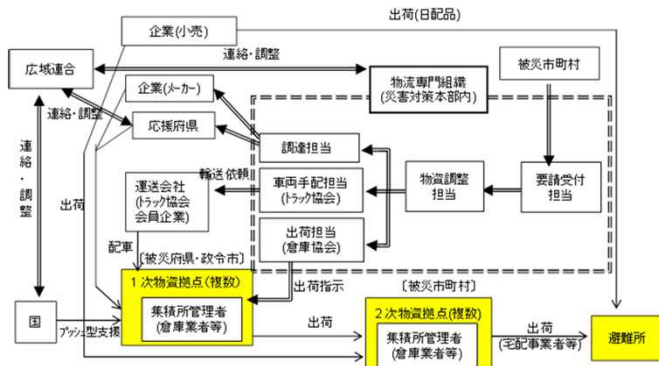 出荷(日配品)
企業(小売)
連絡・調整
広域連合
物流専門組織
(災害対策本部内)
被災市町村
企業(メーカー)
連絡・調整
応援府県
連絡・調整
調達担当
輸送依頼
運送会社
(トラック協会
会員企業)
車両手配担当
(トラック協会)
物資調整
担当
要請受付
担当
出荷
配車
出荷担当
(倉庫協会)
〔被災府県・政令市〕
1次物資拠点(複数)
集積所管理者
(倉庫業者等)
出荷指示
国
プッシュ型支援
出荷
〔被災市町村〕
2次物資拠点(複数)
集積所管理者
(倉庫業者等)
出荷
(宅配事業者等)
避難所